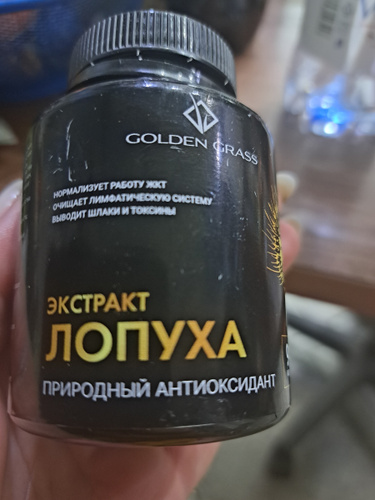 GOLDEN GRASS
НОРМАЛИЗУЕТ РАБОТУ ЖКТ
ОЧИЩАЕТ ЛИМФАТИЧЕСКУЮ СИСТЕМУ
ВЫВОДИТ ШЛАКИ И ТОКСИНЫ
ЭКСТРАКТ
ЛОПУХА
ПРИРОДНЫЙ АНТИОКСИДАНТ